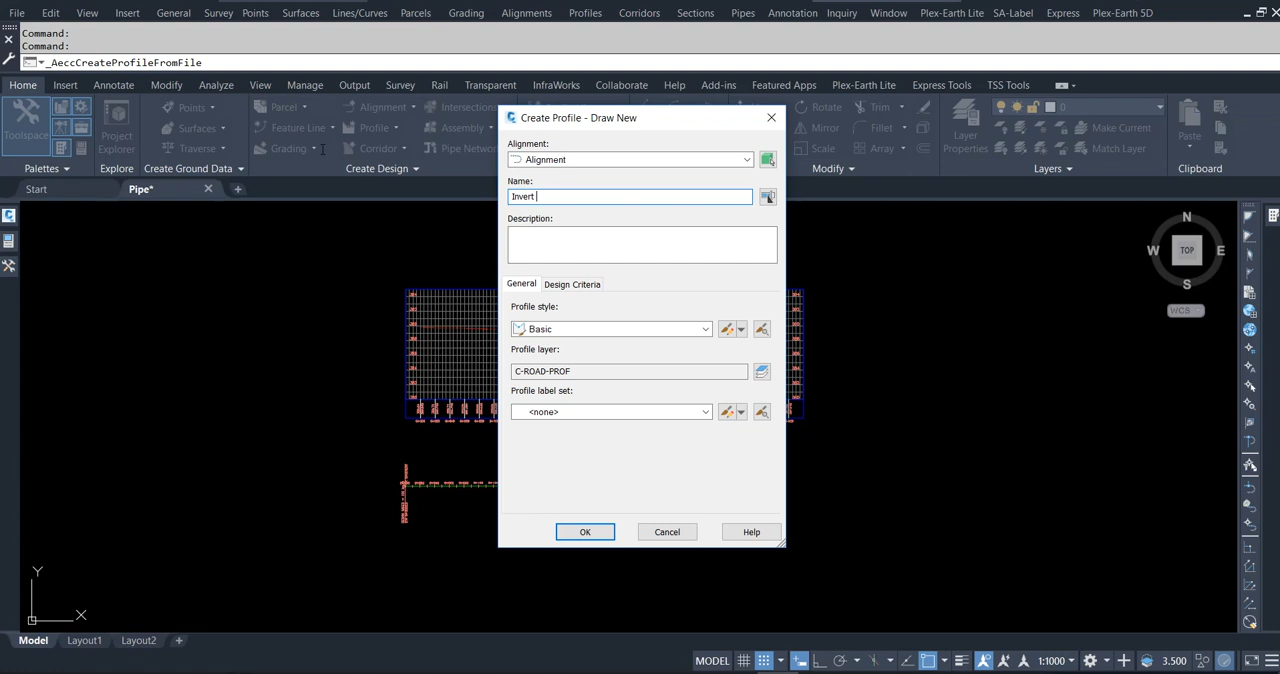 File Edit View Insert General Survey Points Surfaces Lines/Curves Parcels Grading Alignments Profiles Corridors Sections Pipes Annotation Inquiry Window Plex-Earth Lite SA-Label Express Plex-Earth 5D
Command:
Command:
_AeccCreateProfileFromFile
Home Insert Annotate Modify Analyze View Manage Output Survey Rail Transparent InfraWorks Collaborate Help Add-ins Featured Apps Plex-Earth Lite Express Tools TSS Tools
Toolspace
Project Explorer
Points
Surfaces
Traverse
Parcel
Feature Line
Grading
Alignment
Profile
Corridor
Intersections
Assembly
Pipe Network
Rotate
Mirror
Scale
Trim
Fillet
Array
Layer Properties
0
Make Current
Match Layer
Paste
Palettes Explore Create Ground Data Create Design Modify Layers Clipboard
Start Pipe*
Create Profile - Draw New
Alignment:
Alignment
Name:
Invert
Description:
General Design Criteria
Profile style:
Basic
Profile layer:
C-ROAD-PROF
Profile label set:
<none>
OK Cancel Help
N
W TOP E
S
WCS
Y
X
Model Layout1 Layout2
MODEL 1:1000 3.500